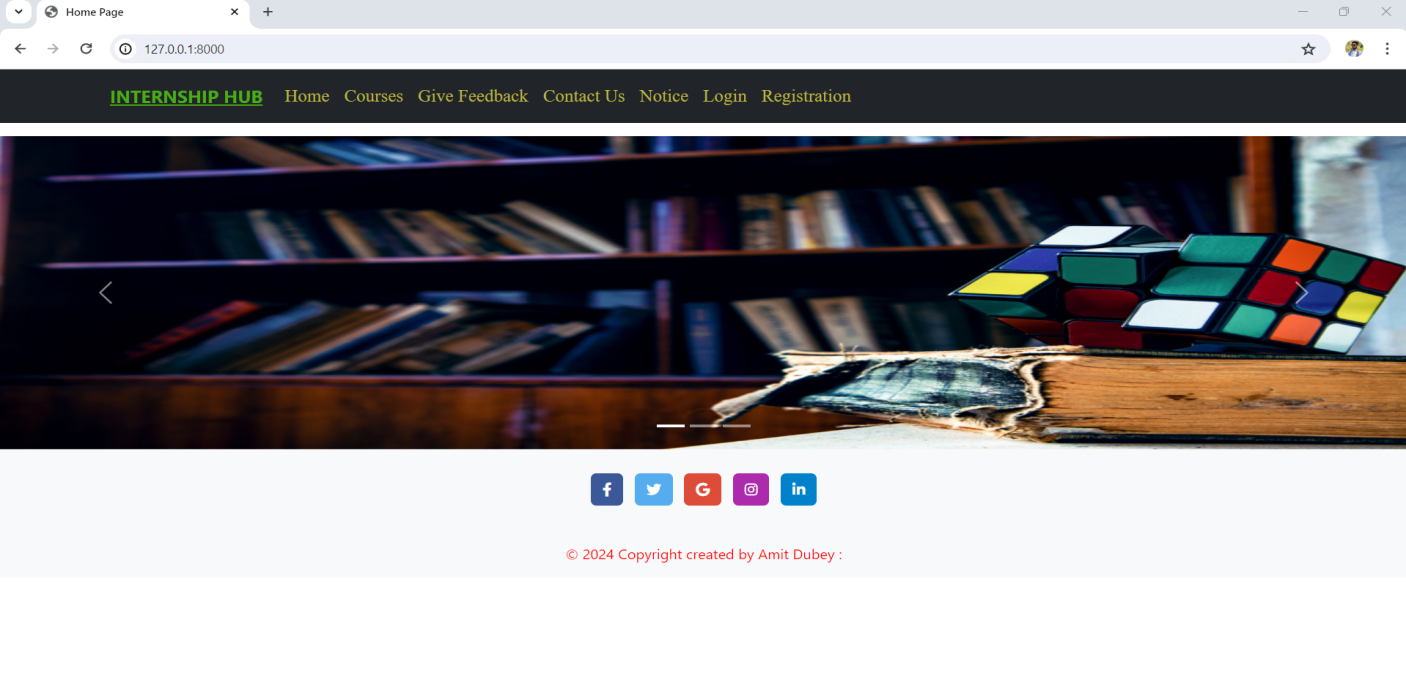 Home Page
127.0.0.1:8000
INTERNSHIP HUB Home Courses Give Feedback Contact Us Notice Login Registration
f G in
© 2024 Copyright created by Amit Dubey :